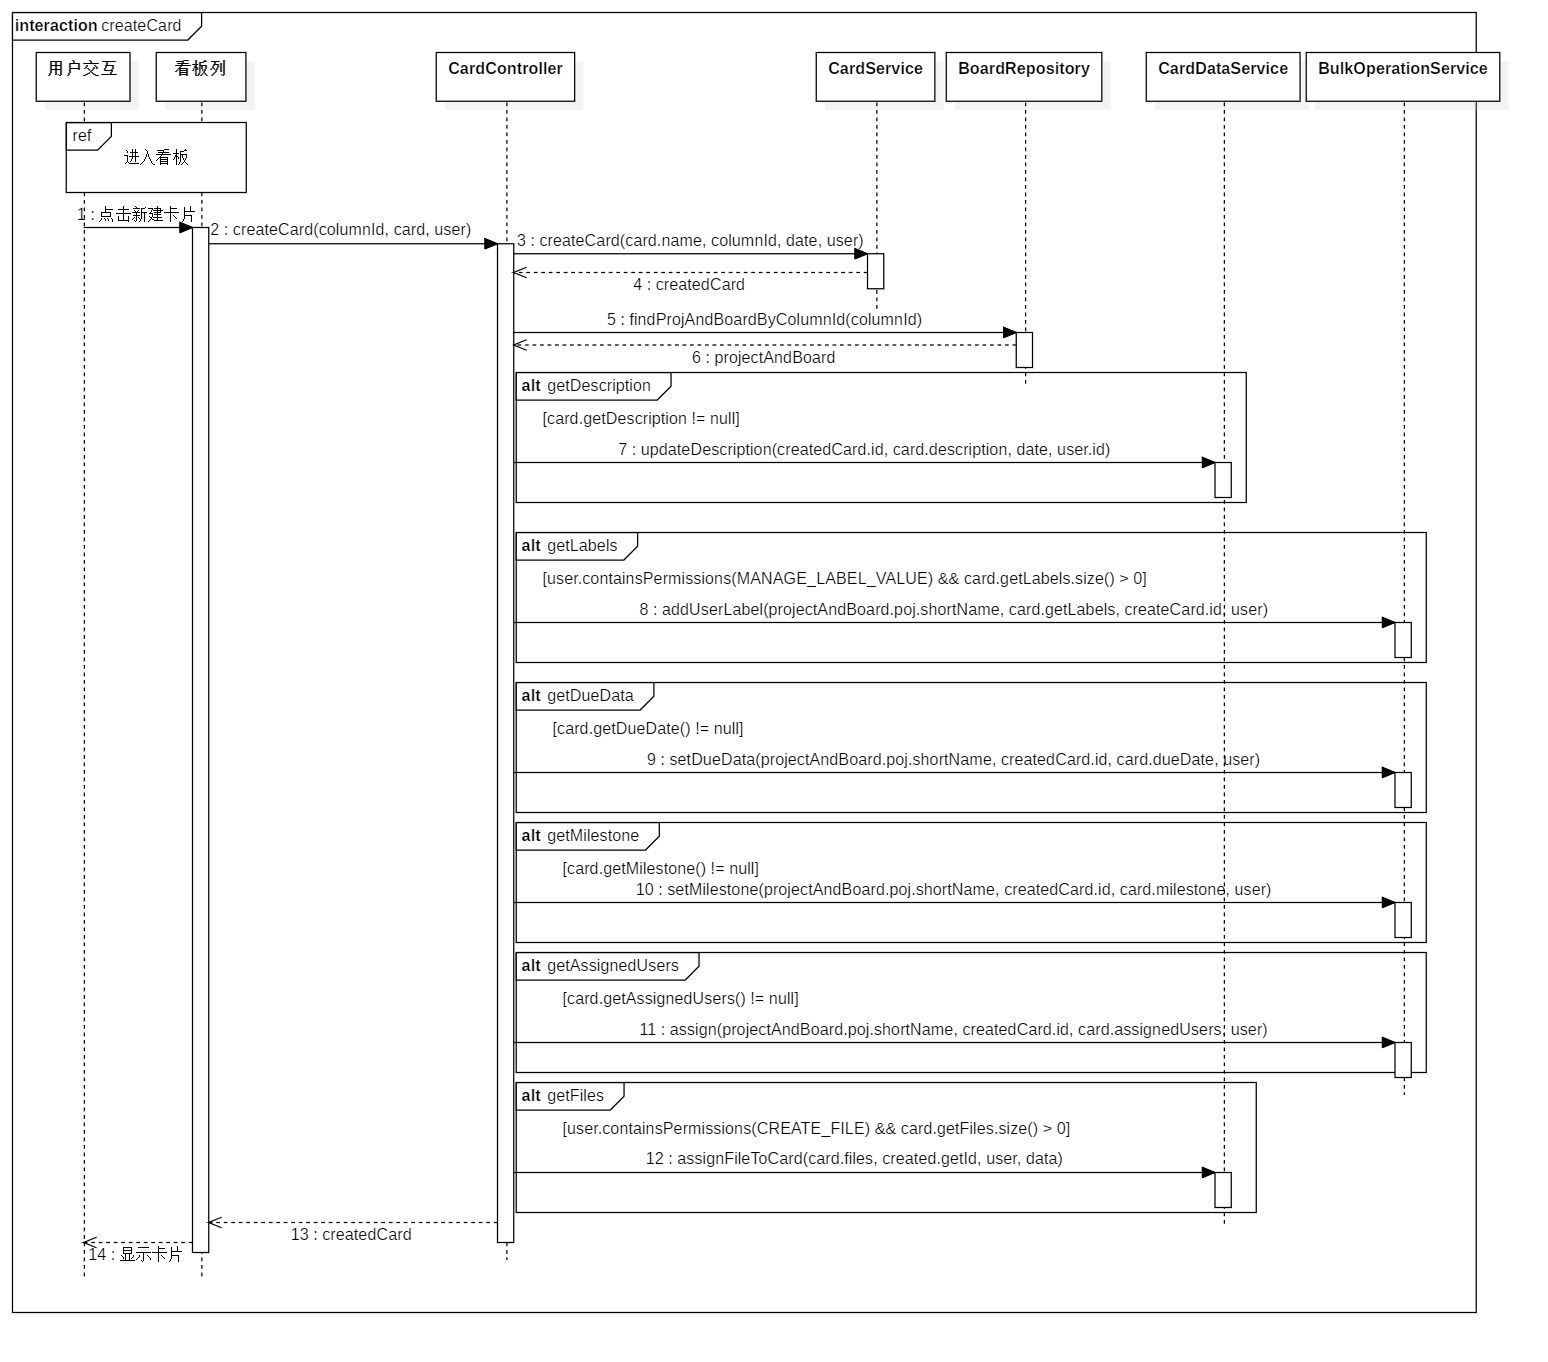 interaction createCard
用户交互
看板列
CardController
CardService
BoardRepository
CardDataService
BulkOperationService
ref
进入看板
1 : 点击新建卡片
2 : createCard(columnId, card, user)
3 : createCard(card.name, columnId, date, user)
4 : createdCard
5 : findProjAndBoardByColumnId(columnId)
6 : projectAndBoard
alt getDescription
[card.getDescription != null]
7 : updateDescription(createdCard.id, card.description, date, user.id)
alt getLabels
[user.containsPermissions(MANAGE_LABEL_VALUE) && card.getLabels.size() > 0]
8 : addUserLabel(projectAndBoard.poj.shortName, card.getLabels, createCard.id, user)
alt getDueData
[card.getDueDate() != null]
9 : setDueData(projectAndBoard.poj.shortName, createdCard.id, card.dueDate, user)
alt getMilestone
[card.getMilestone() != null]
10 : setMilestone(projectAndBoard.poj.shortName, createdCard.id, card.milestone, user)
alt getAssignedUsers
[card.getAssignedUsers() != null]
11 : assign(projectAndBoard.poj.shortName, createdCard.id, card.assignedUsers, user)
alt getFiles
[user.containsPermissions(CREATE_FILE) && card.getFiles.size() > 0]
12 : assignFileToCard(card.files, created.getId, user, data)
13 : createdCard
14 : 显示卡片